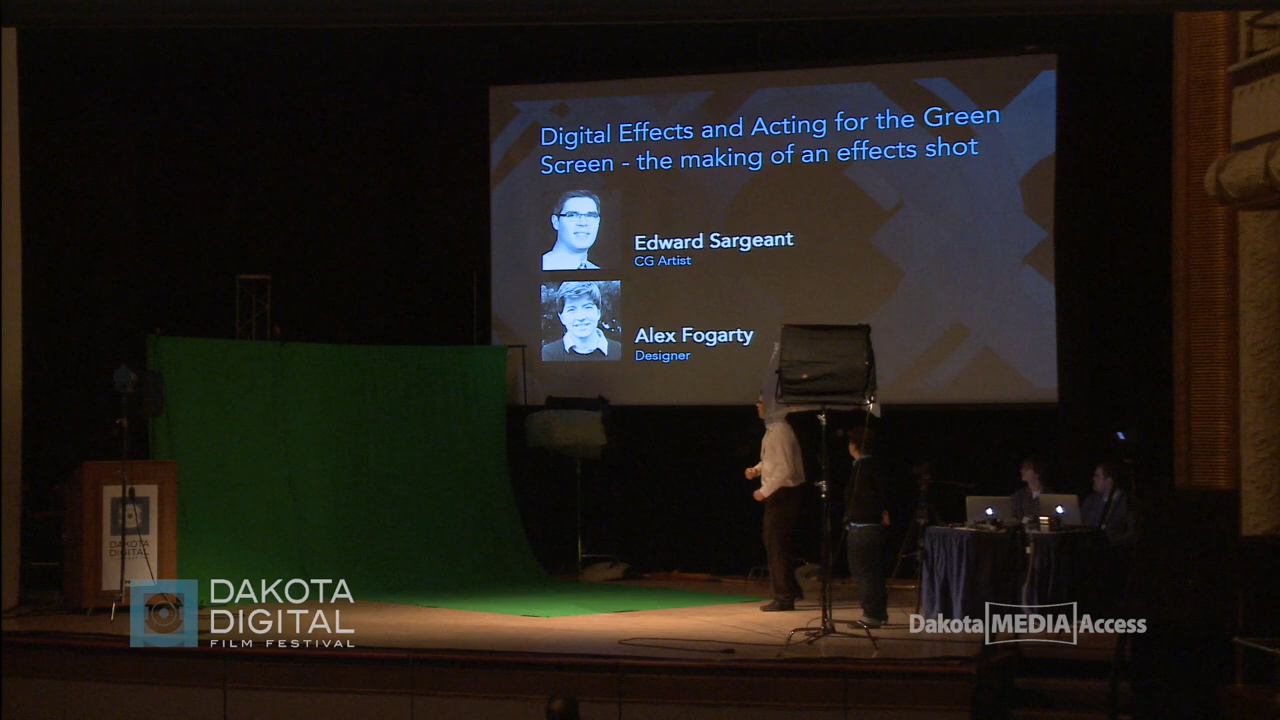 Digital Effects and Acting for the Green
Screen - the making of an effects shot
Edward Sargeant
CG Artist
Alex Fogarty
Designer
DAKOTA
DIGITAL
DAKOTA
DIGITAL
FILM FESTIVAL
Dakota MEDIA Access